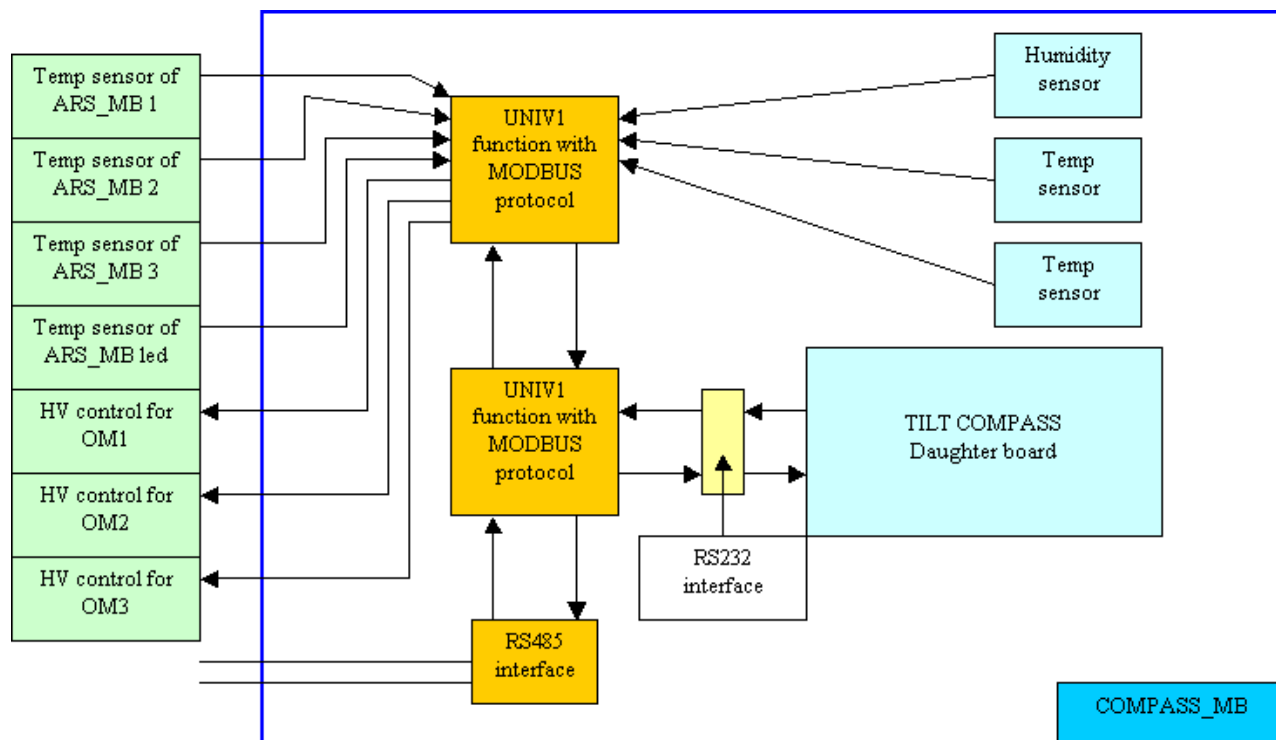 Temp sensor of
ARS_MB 1
Temp sensor of
ARS_MB 2
Temp sensor of
ARS_MB 3
Temp sensor of
ARS_MB led
HV control for
OM1
HV control for
OM2
HV control for
OM3
UNIV1
function with
MODBUS
protocol
UNIV1
function with
MODBUS
protocol
RS485
interface
Humidity
sensor
Temp
sensor
Temp
sensor
TILT COMPASS
Daughter board
RS232
interface
COMPASS_MB